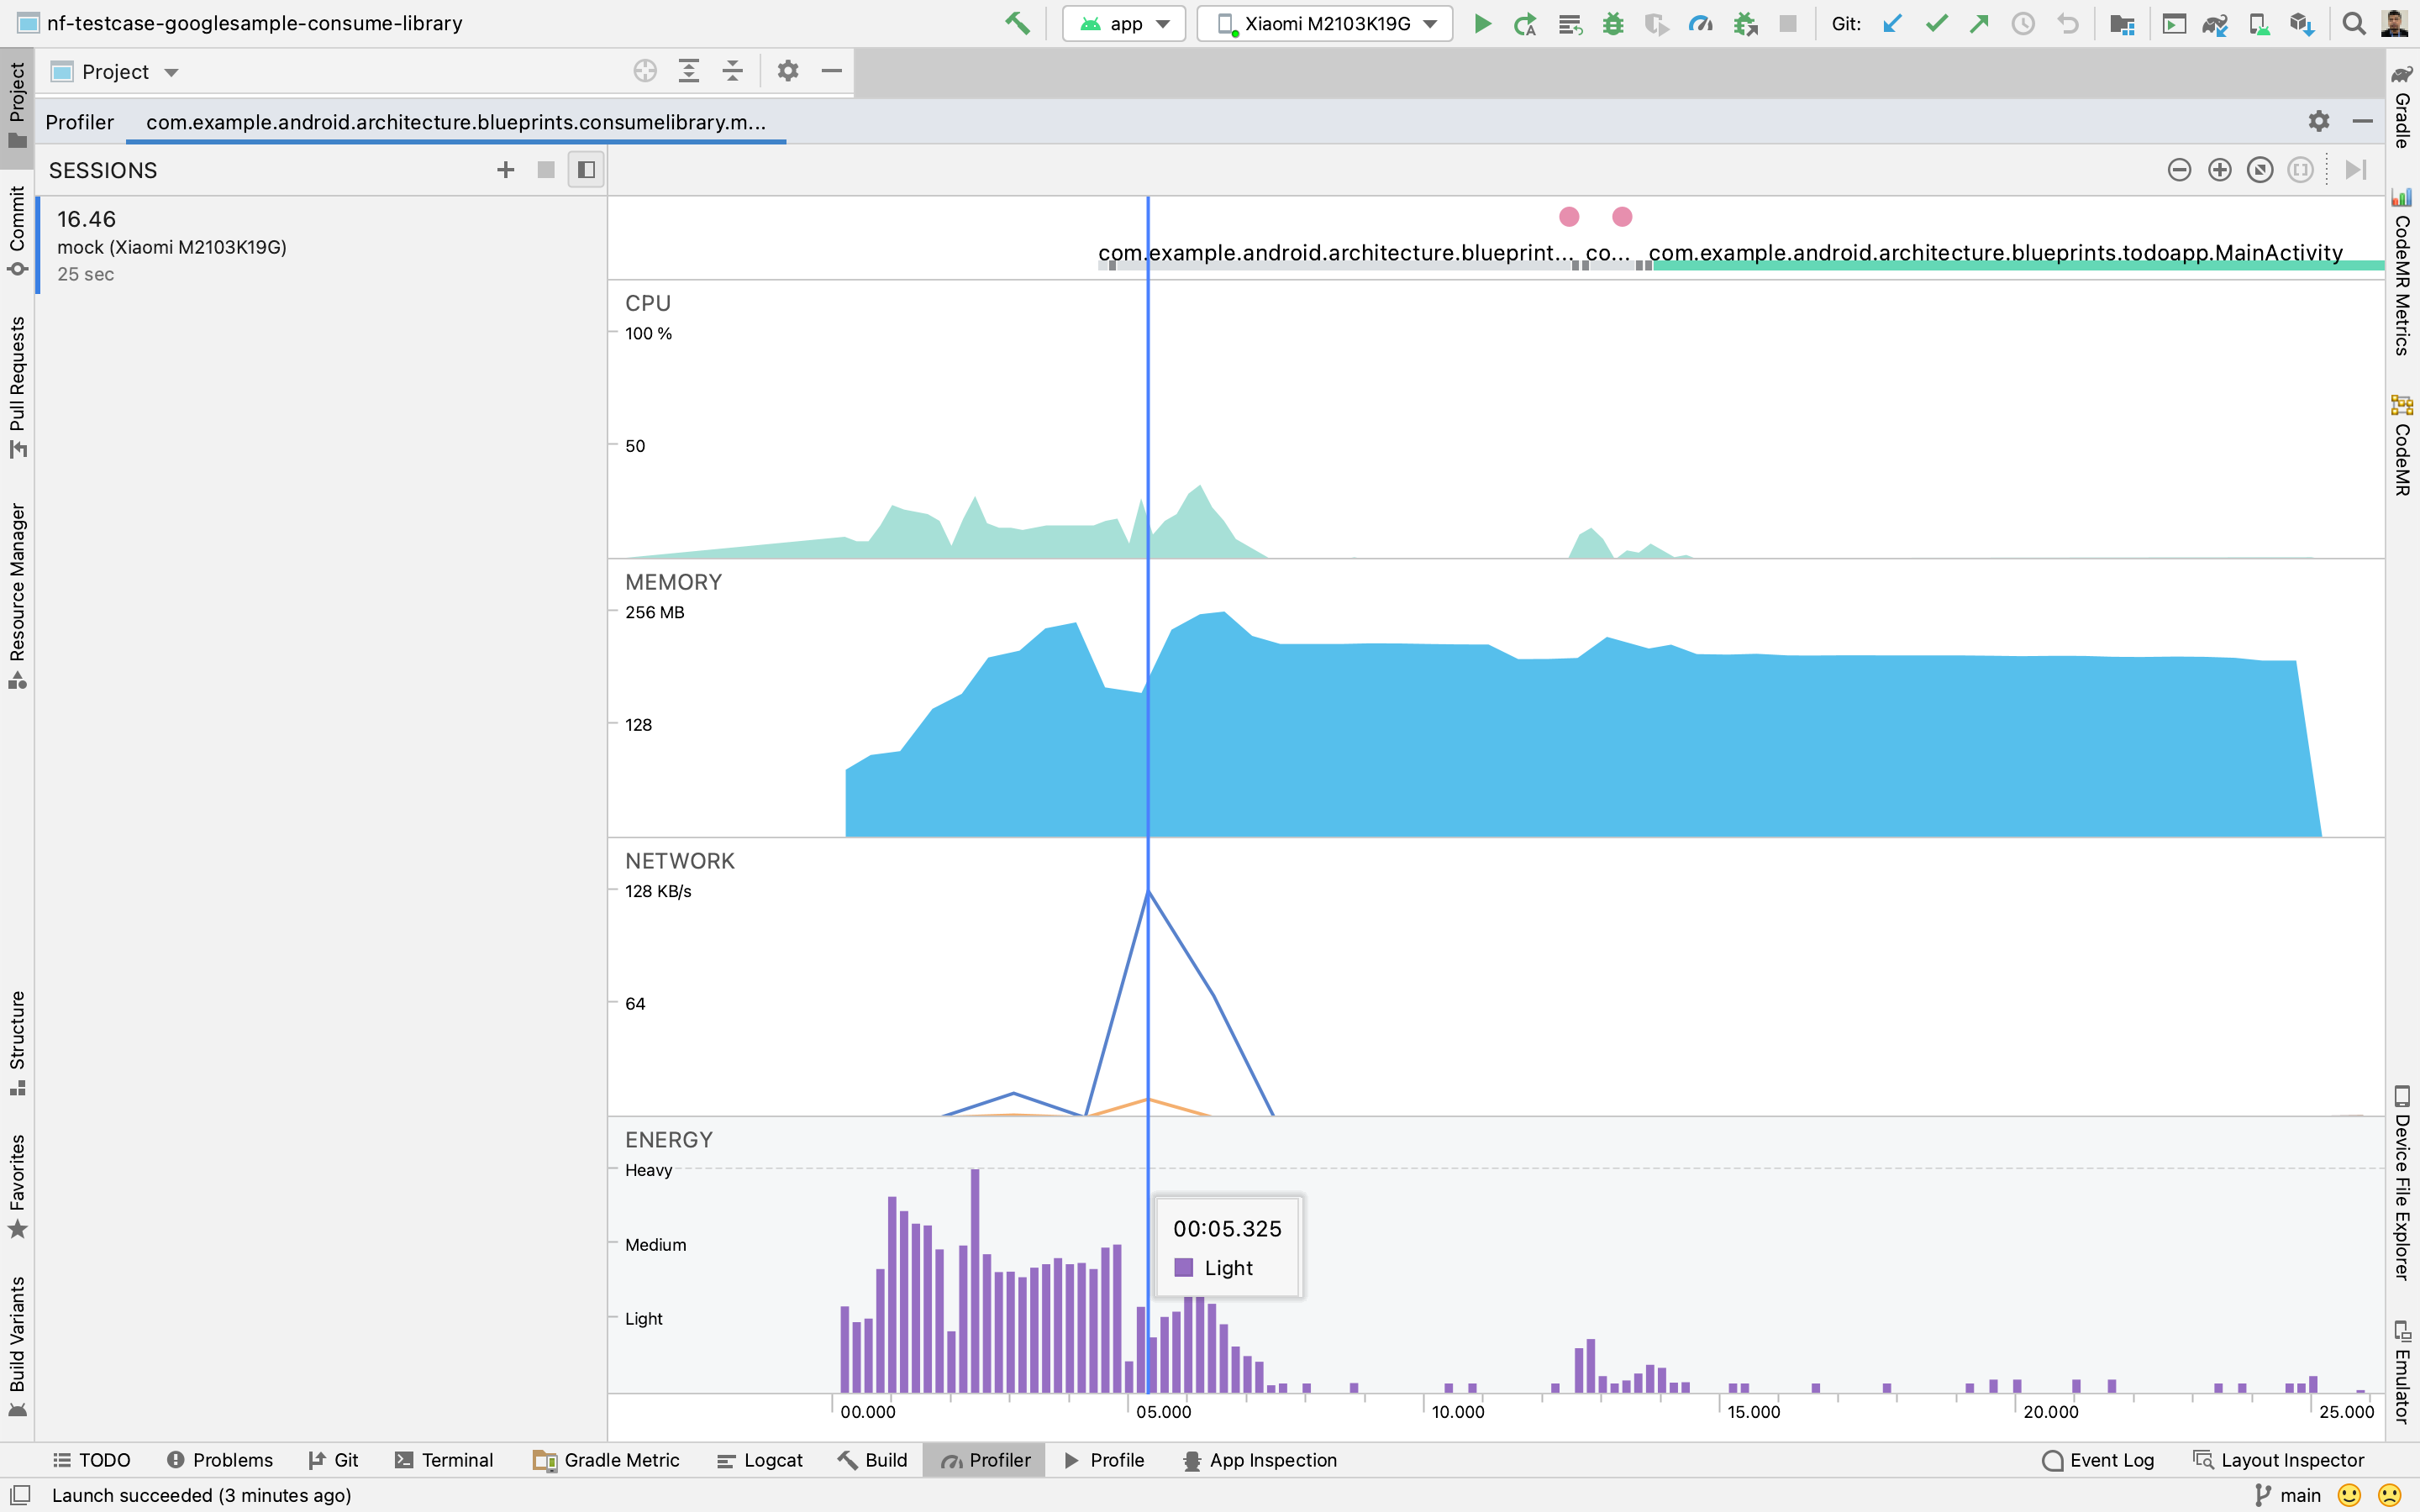 nf-testcase-googlesample-consume-library
app
Xiaomi M2103K19G
Git:
Project
Profiler
com.example.android.architecture.blueprints.consumelibrary.m...
SESSIONS
16.46
mock (Xiaomi M2103K19G)
25 sec
Project
Commit
Pull Requests
Resource Manager
Structure
Favorites
Build Variants
com.example.android.architecture.blueprint...
co...
com.example.android.architecture.blueprints.todoapp.MainActivity
CPU
100 %
50
MEMORY
256 MB
128
NETWORK
128 KB/s
64
ENERGY
Heavy
Medium
Light
00:05.325
Light
00.000
05.000
10.000
15.000
20.000
25.000
Gradle
CodeMR Metrics
CodeMR
Device File Explorer
Emulator
TODO
Problems
Git
Terminal
Gradle Metric
Logcat
Build
Profiler
Profile
App Inspection
Event Log
Layout Inspector
Launch succeeded (3 minutes ago)
main